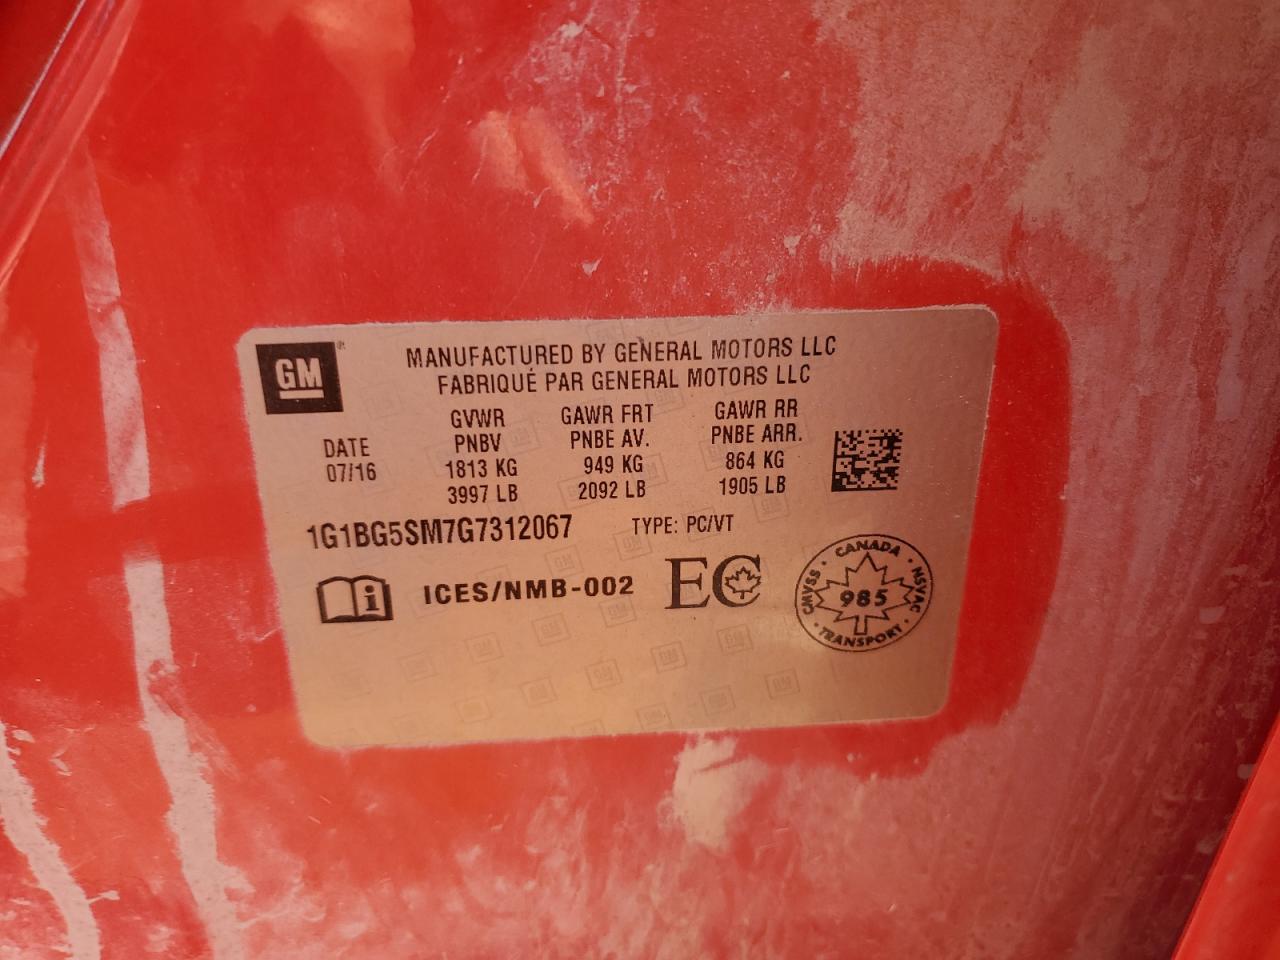 GM
MANUFACTURED BY GENERAL MOTORS LLC
FABRIQUÉ PAR GENERAL MOTORS LLC
DATE
07/16
GVWR
PNBV
1813 KG
3997 LB
GAWR FRT
PNBE AV.
949 KG
2092 LB
GAWR RR
PNBE ARR.
864 KG
1905 LB
1G1BG5SM7G7312067 TYPE: PC/VT
i ICES/NMB-002 EC
CANADA
CMVSS 985 NSVAC
TRANSPORT